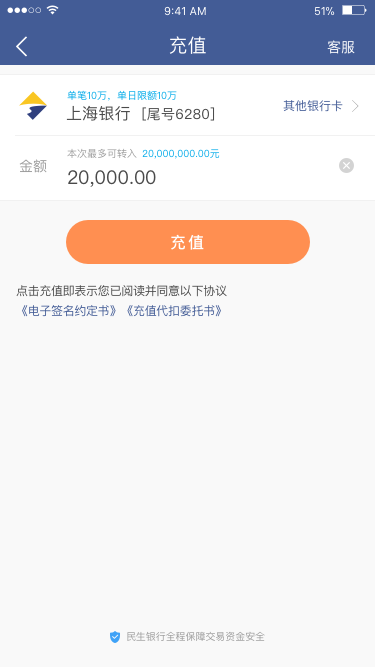 9:41 AM 51%
充值 客服
单笔10万，单日限额10万
上海银行 [尾号6280] 其他银行卡
本次最多可转入 20,000,000.00元
金额
20,000.00
充值
点击充值即表示您已阅读并同意以下协议
《电子签名约定书》《充值代扣委托书》
民生银行全程保障交易资金安全